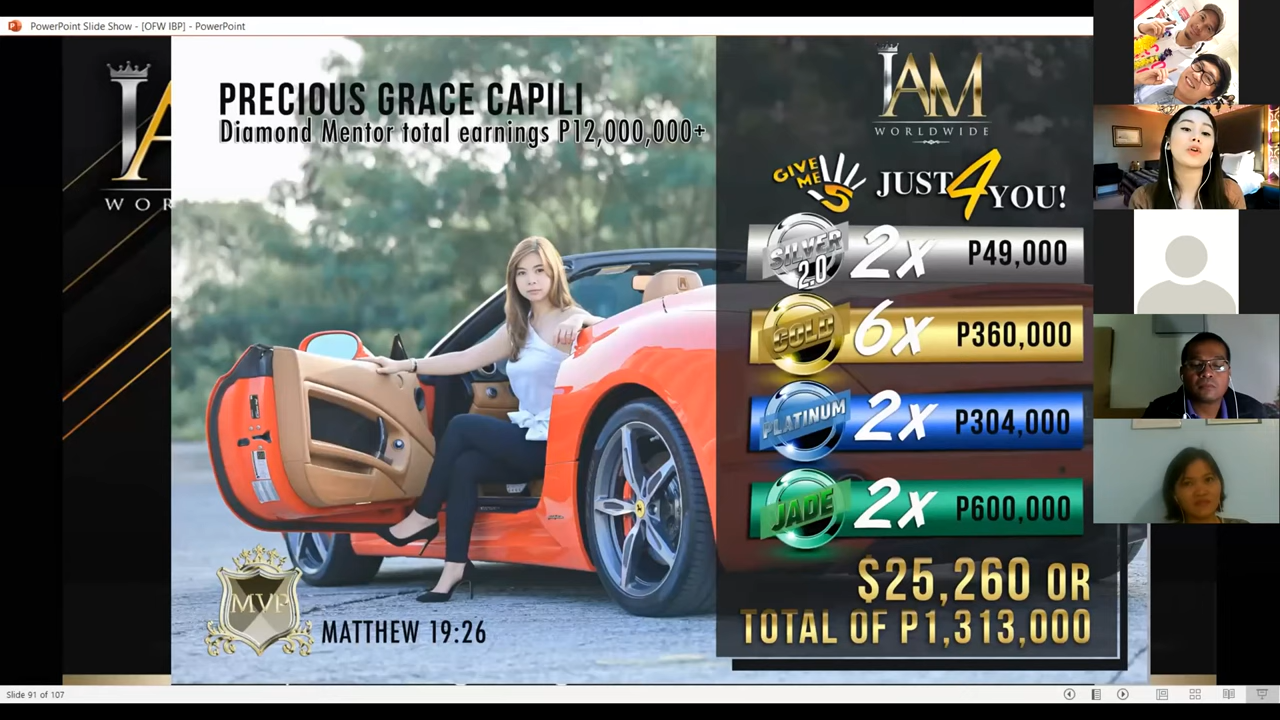 PowerPoint Slide Show - [OFW IBP] - PowerPoint
IA
WOR
PRECIOUS GRACE CAPILI
Diamond Mentor total earnings P12,000,000+
IAM
WORLDWIDE
GIVE ME 5
JUST 4 YOU!
SILVER 2.0 2x P49,000
GOLD 6x P360,000
PLATINUM 2x P304,000
JADE 2x P600,000
$25,260 OR
TOTAL OF P1,313,000
MVP
MATTHEW 19:26
Slide 91 of 107